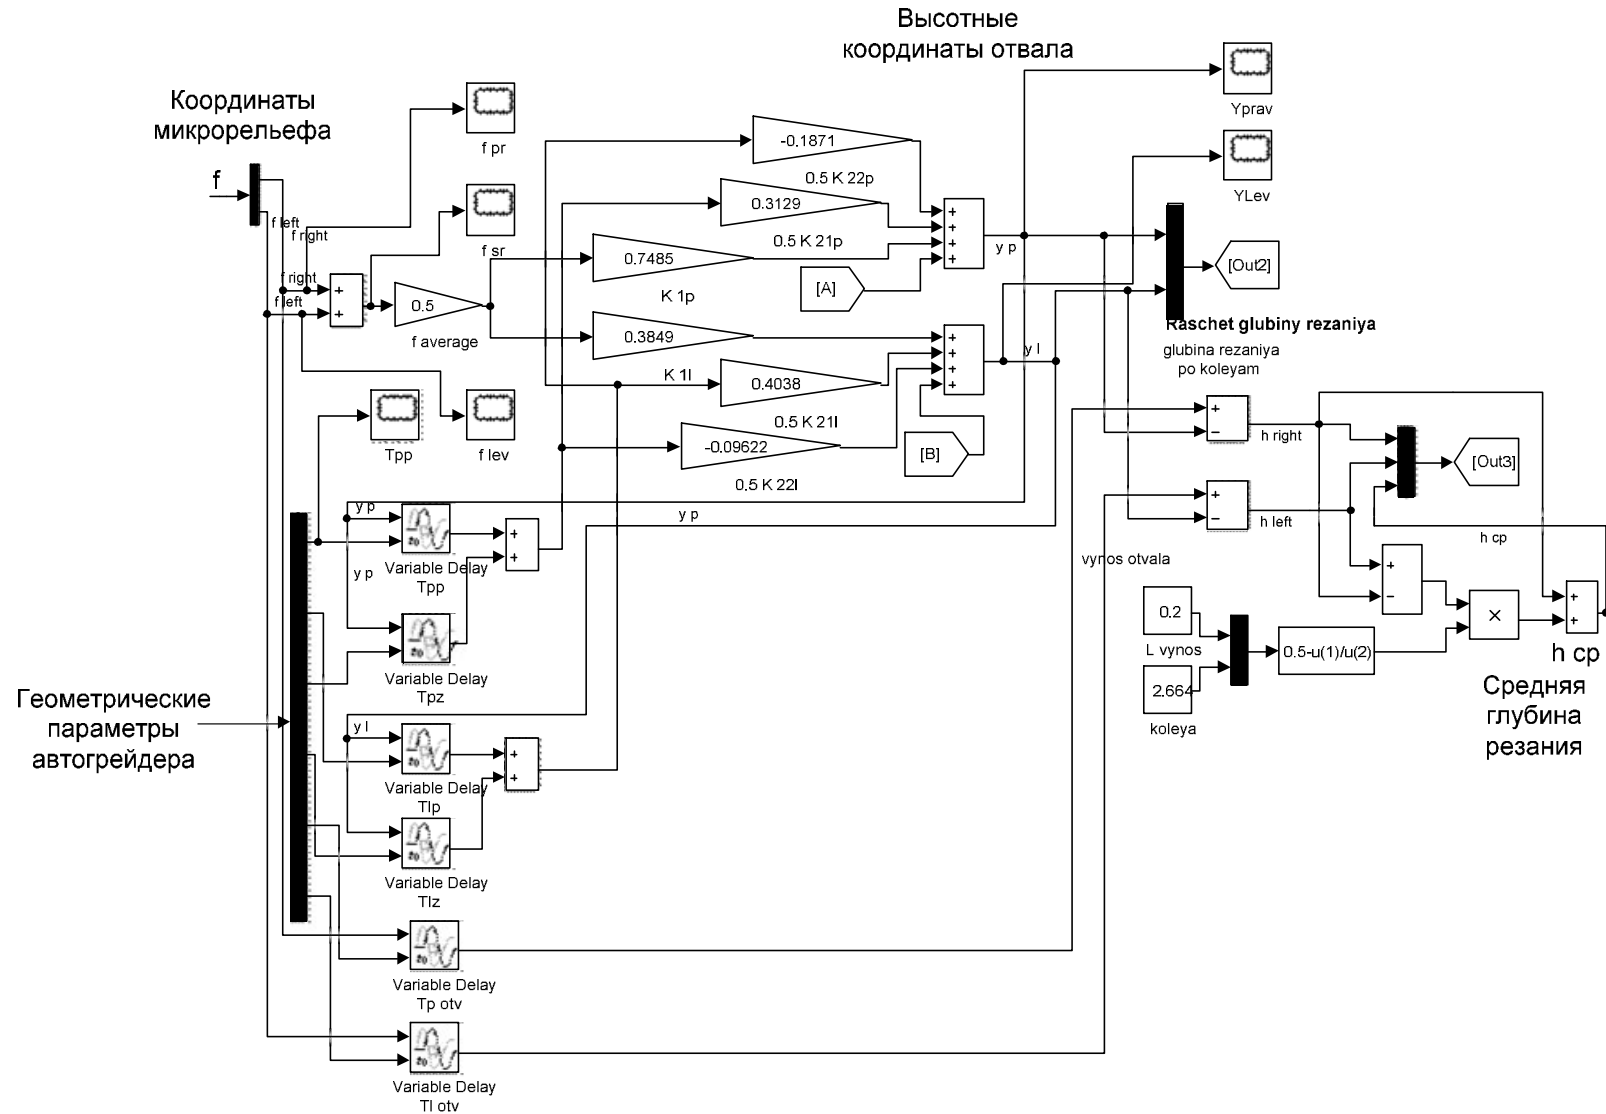 Высотные
координаты отвала
Yprav
Координаты
микрорельефа
f pr
-0.1871
YLev
f
f left
f right
f sr
0.5 K 22p
0.3129
+
+
+
+
y p
0.5 K 21p
0.7485
[A]
[Out2]
f right
f left
+
+
0.5
f average
K 1p
0.3849
+
+
+
+
y l
Raschet glubiny rezaniya
glubina rezaniya
po koleyam
K 1l
0.4038
0.5 K 21l
Tpp
f lev
-0.09622
[B]
0.5 K 22l
+
−
h right
[Out3]
+
−
h left
h cp
y p
y p
Variable Delay
Tpp
+
+
y p
vynos otvala
+
−
0.2
L vynos
2.664
koleya
0.5-u(1)/u(2)
×
+
+
h cp
Средняя
глубина
резания
Variable Delay
Tpz
Геометрические
параметры
автогрейдера
y l
Variable Delay
Tlp
+
+
Variable Delay
Tlz
Variable Delay
Tp otv
Variable Delay
Tl otv